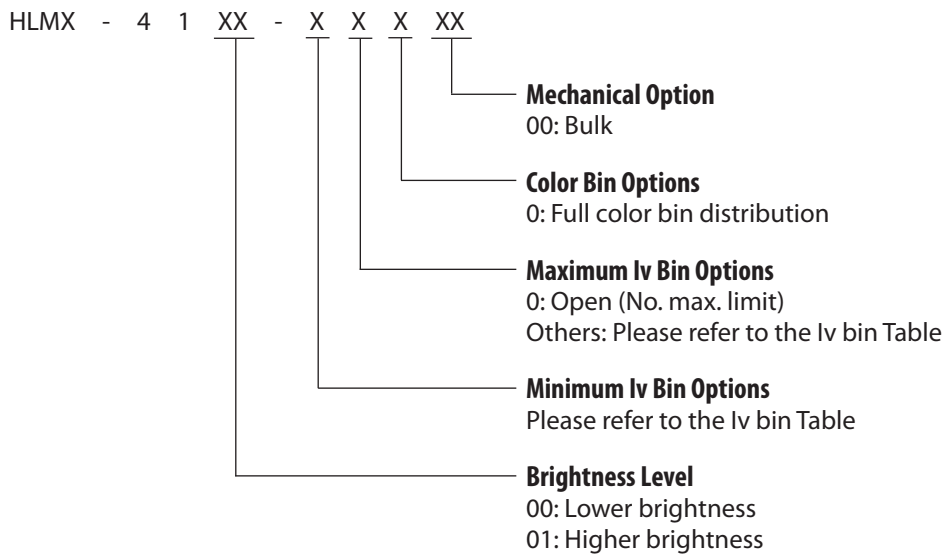 HLMX - 4 1 XX - X X X XX
Mechanical Option
00: Bulk
Color Bin Options
0: Full color bin distribution
Maximum Iv Bin Options
0: Open (No. max. limit)
Others: Please refer to the Iv bin Table
Minimum Iv Bin Options
Please refer to the Iv bin Table
Brightness Level
00: Lower brightness
01: Higher brightness